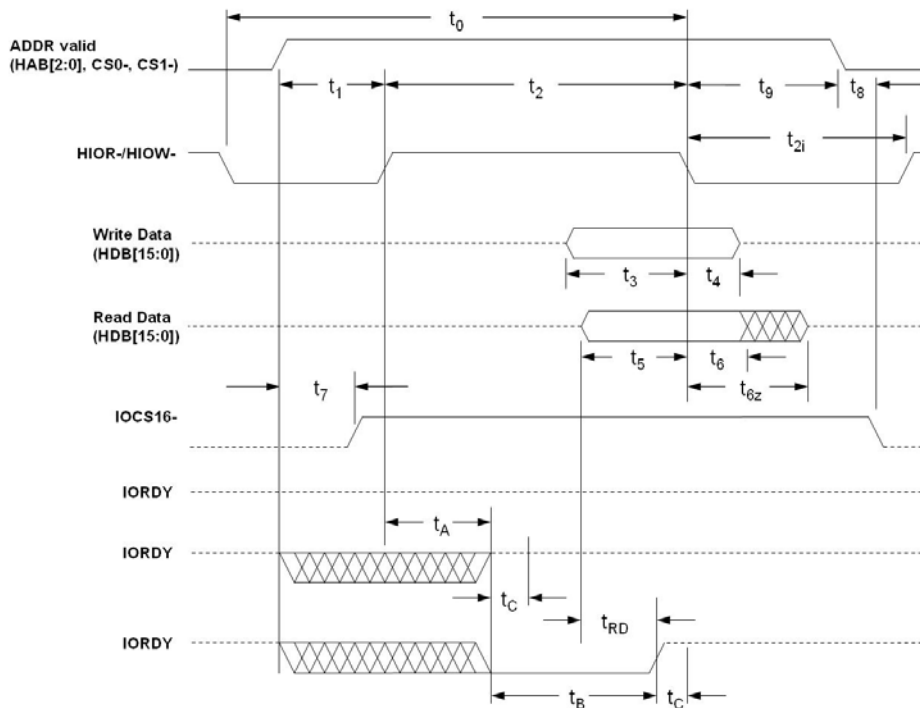 t0
ADDR valid
(HAB[2:0], CS0-, CS1-)
t1
t2
t9
t8
t2i
HIOR-/HIOW-
Write Data
(HDB[15:0])
t3
t4
Read Data
(HDB[15:0])
t5
t6
t7
t6z
IOCS16-
IORDY
tA
IORDY
tC
tRD
IORDY
tB
tC